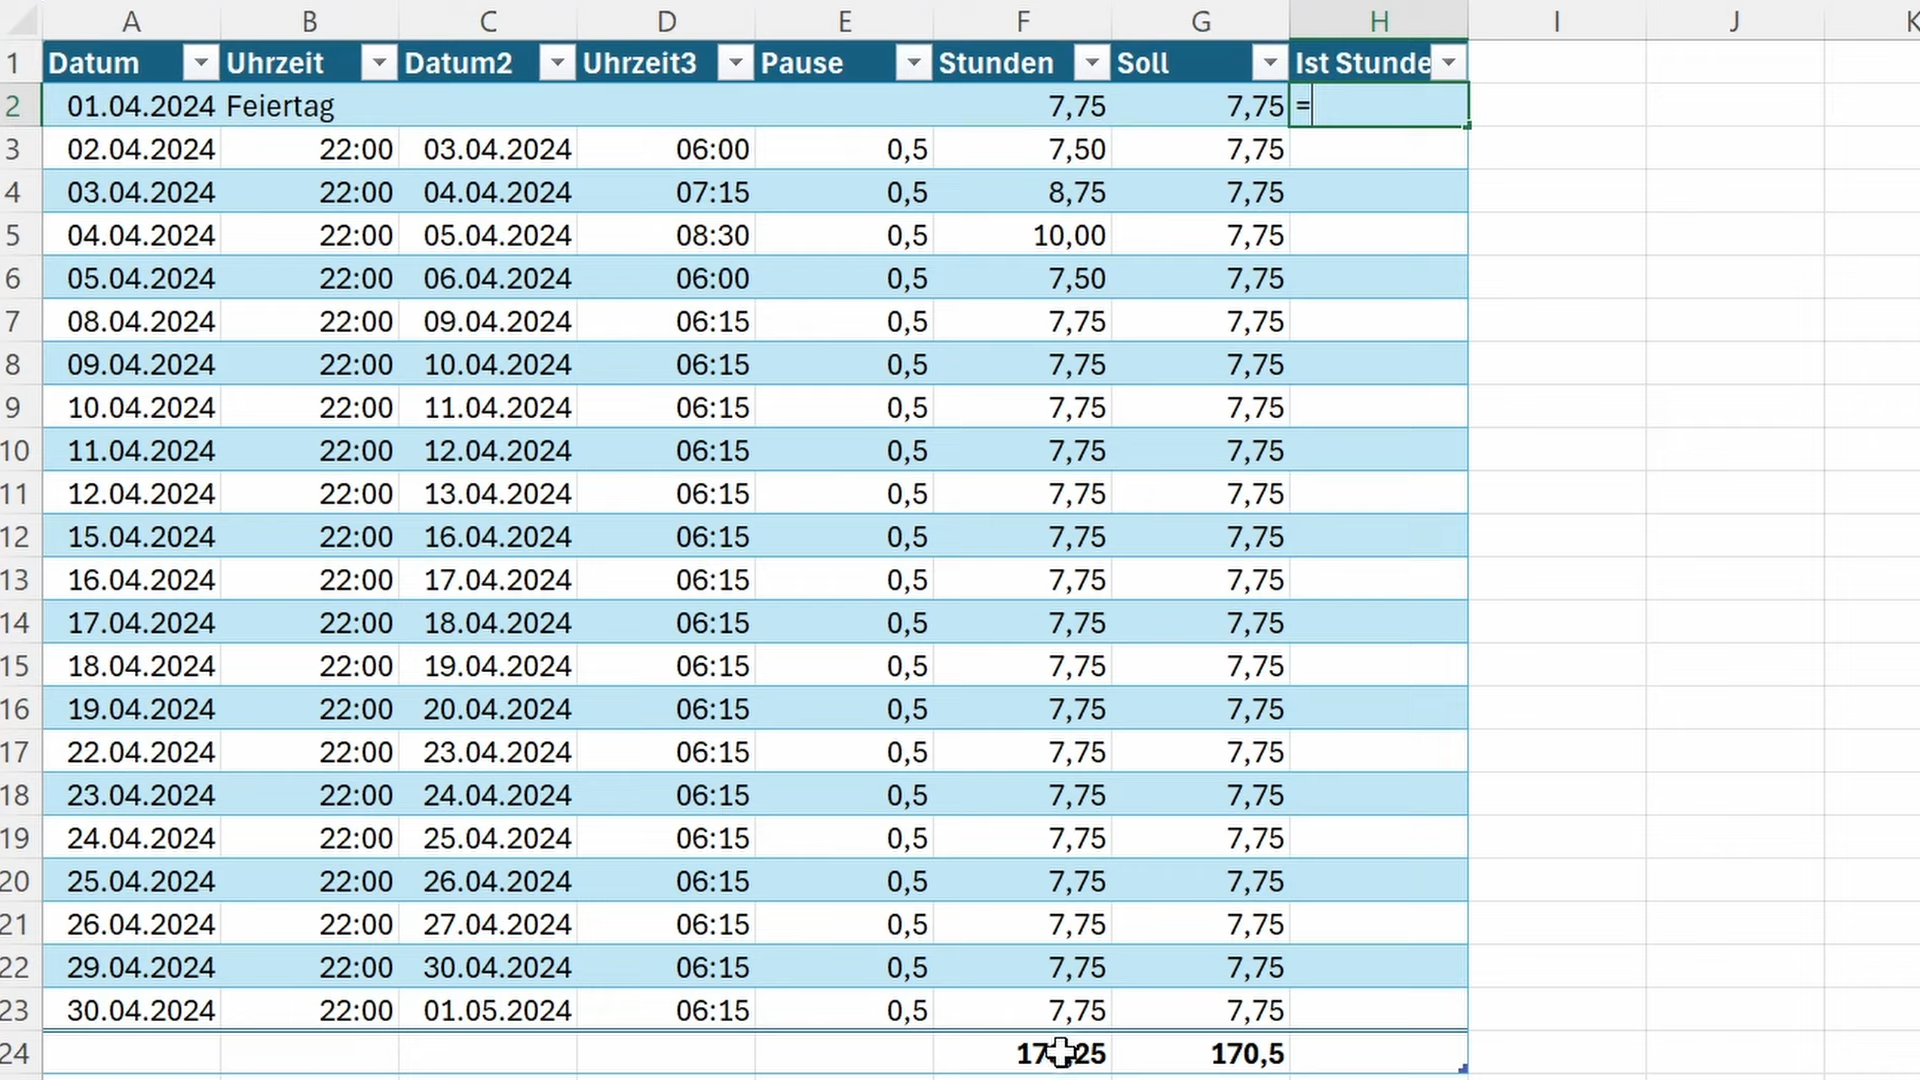 A B C D E F G H I J K
1 Datum Uhrzeit Datum2 Uhrzeit3 Pause Stunden Soll Ist Stunde
2 01.04.2024 Feiertag 7,75 7,75 =
3 02.04.2024 22:00 03.04.2024 06:00 0,5 7,50 7,75
4 03.04.2024 22:00 04.04.2024 07:15 0,5 8,75 7,75
5 04.04.2024 22:00 05.04.2024 08:30 0,5 10,00 7,75
6 05.04.2024 22:00 06.04.2024 06:00 0,5 7,50 7,75
7 08.04.2024 22:00 09.04.2024 06:15 0,5 7,75 7,75
8 09.04.2024 22:00 10.04.2024 06:15 0,5 7,75 7,75
9 10.04.2024 22:00 11.04.2024 06:15 0,5 7,75 7,75
10 11.04.2024 22:00 12.04.2024 06:15 0,5 7,75 7,75
11 12.04.2024 22:00 13.04.2024 06:15 0,5 7,75 7,75
12 15.04.2024 22:00 16.04.2024 06:15 0,5 7,75 7,75
13 16.04.2024 22:00 17.04.2024 06:15 0,5 7,75 7,75
14 17.04.2024 22:00 18.04.2024 06:15 0,5 7,75 7,75
15 18.04.2024 22:00 19.04.2024 06:15 0,5 7,75 7,75
16 19.04.2024 22:00 20.04.2024 06:15 0,5 7,75 7,75
17 22.04.2024 22:00 23.04.2024 06:15 0,5 7,75 7,75
18 23.04.2024 22:00 24.04.2024 06:15 0,5 7,75 7,75
19 24.04.2024 22:00 25.04.2024 06:15 0,5 7,75 7,75
20 25.04.2024 22:00 26.04.2024 06:15 0,5 7,75 7,75
21 26.04.2024 22:00 27.04.2024 06:15 0,5 7,75 7,75
22 29.04.2024 22:00 30.04.2024 06:15 0,5 7,75 7,75
23 30.04.2024 22:00 01.05.2024 06:15 0,5 7,75 7,75
24 170,5